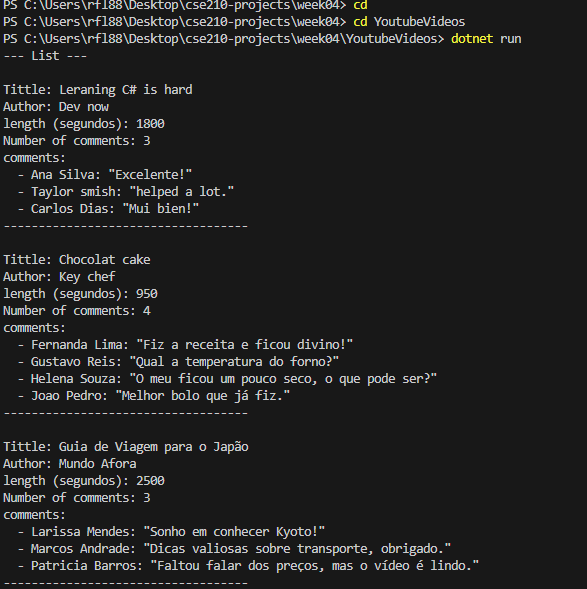 PS C:\Users\rfl88\Desktop\cse210-projects\week04> cd
PS C:\Users\rfl88\Desktop\cse210-projects\week04> cd YoutubeVideos
PS C:\Users\rfl88\Desktop\cse210-projects\week04\YoutubeVideos> dotnet run
--- List ---

Tittle: Leraning C# is hard
Author: Dev now
length (segundos): 1800
Number of comments: 3
comments:
  - Ana Silva: "Excelente!"
  - Taylor smish: "helped a lot."
  - Carlos Dias: "Mui bien!"
-----------------------------------

Tittle: Chocolat cake
Author: Key chef
length (segundos): 950
Number of comments: 4
comments:
  - Fernanda Lima: "Fiz a receita e ficou divino!"
  - Gustavo Reis: "Qual a temperatura do forno?"
  - Helena Souza: "O meu ficou um pouco seco, o que pode ser?"
  - Joao Pedro: "Melhor bolo que já fiz."
-----------------------------------

Tittle: Guia de Viagem para o Japão
Author: Mundo Afora
length (segundos): 2500
Number of comments: 3
comments:
  - Larissa Mendes: "Sonho em conhecer Kyoto!"
  - Marcos Andrade: "Dicas valiosas sobre transporte, obrigado."
  - Patricia Barros: "Faltou falar dos preços, mas o vídeo é lindo."
-----------------------------------